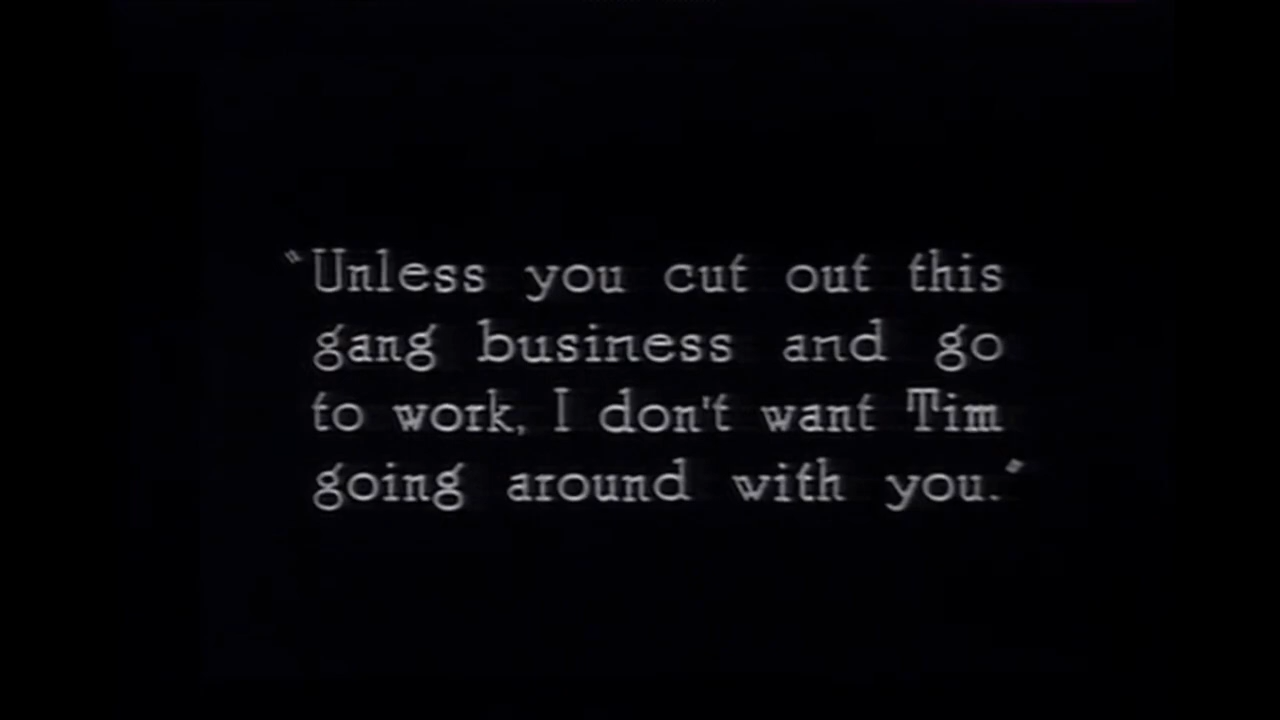 "Unless you cut out this
gang business and go
to work, I don't want Tim
going around with you."